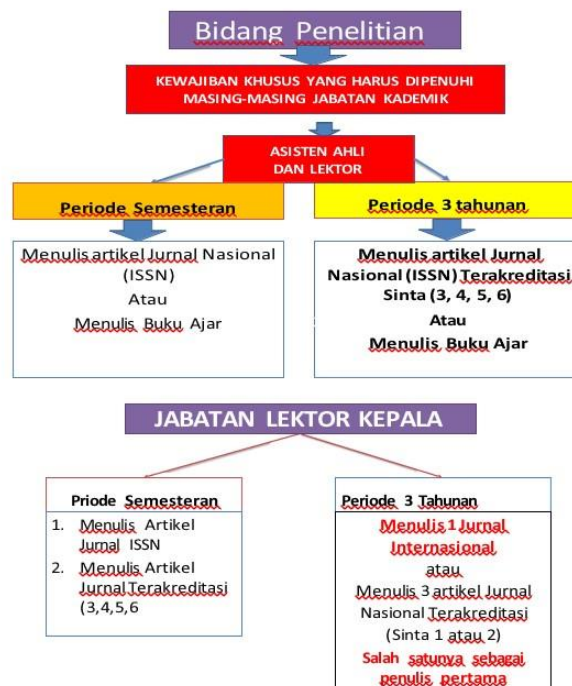 Bidang Penelitian
KEWAJIBAN KHUSUS YANG HARUS DIPENUHI
MASING-MASING JABATAN KADEMIK
ASISTEN AHLI
DAN LEKTOR
Periode Semesteran
Menulis artikel Jurnal Nasional
(ISSN)
Atau
Menulis Buku Ajar
Periode 3 tahunan
Menulis artikel Jurnal
Nasional (ISSN) Terakreditasi
Sinta (3, 4, 5, 6)
Atau
Menulis Buku Ajar
JABATAN LEKTOR KEPALA
Priode Semesteran
1. Menulis Artikel
Jurnal ISSN
2. Menulis Artikel
Jurnal Terakreditasi
(3,4,5,6
Periode 3 Tahunan
Menulis 1 Jurnal
Internasional
atau
Menulis 3 artikel Jurnal
Nasional Terakreditasi
(Sinta 1 atau 2)
Salah satunya sebagai
penulis pertama